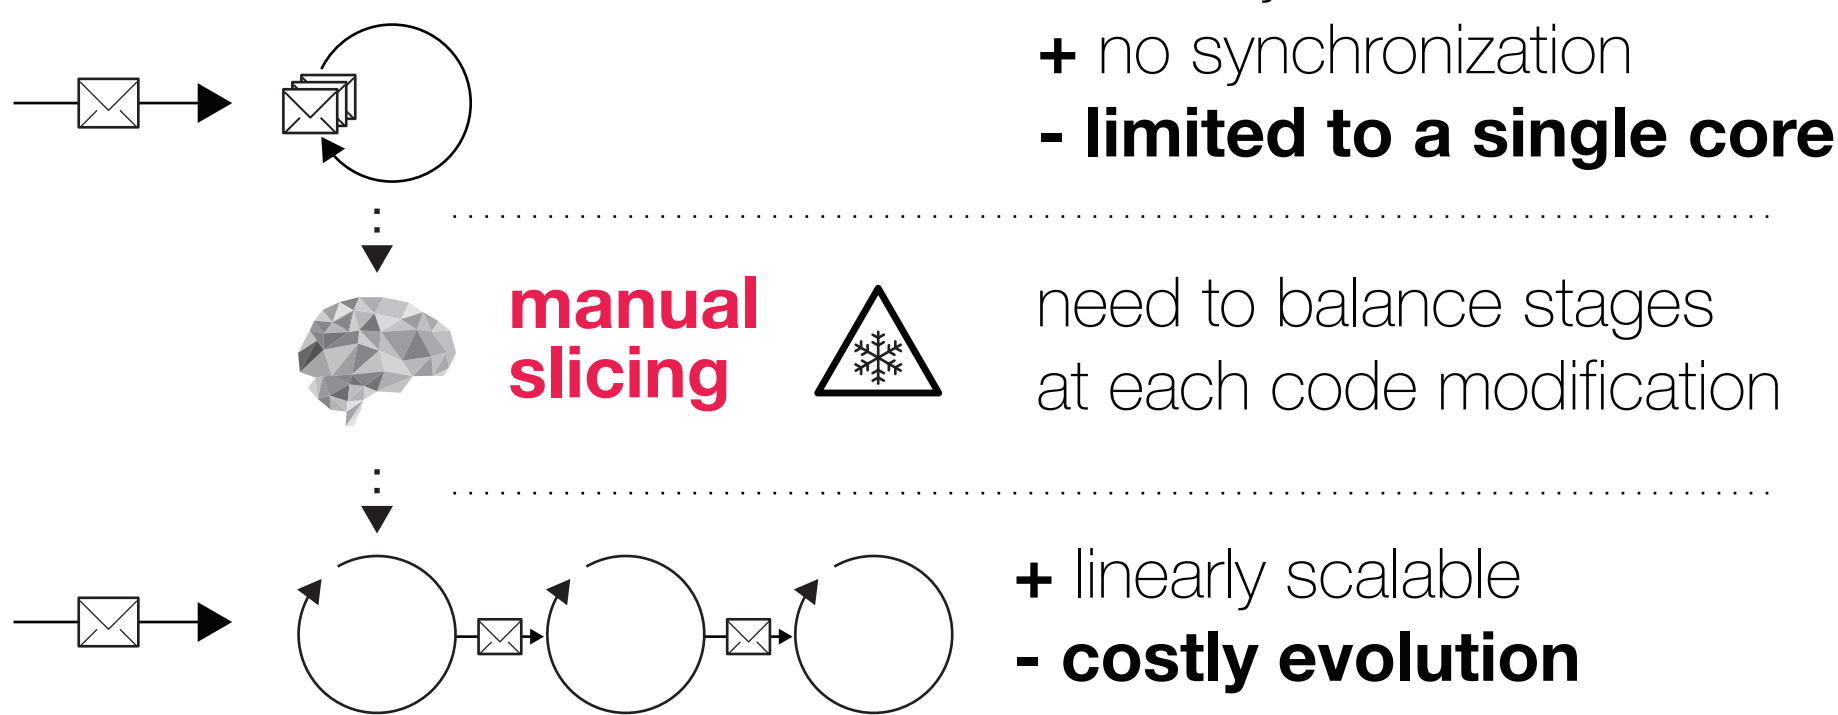 + no synchronization
- limited to a single core
manual
slicing
need to balance stages
at each code modification
+ linearly scalable
- costly evolution